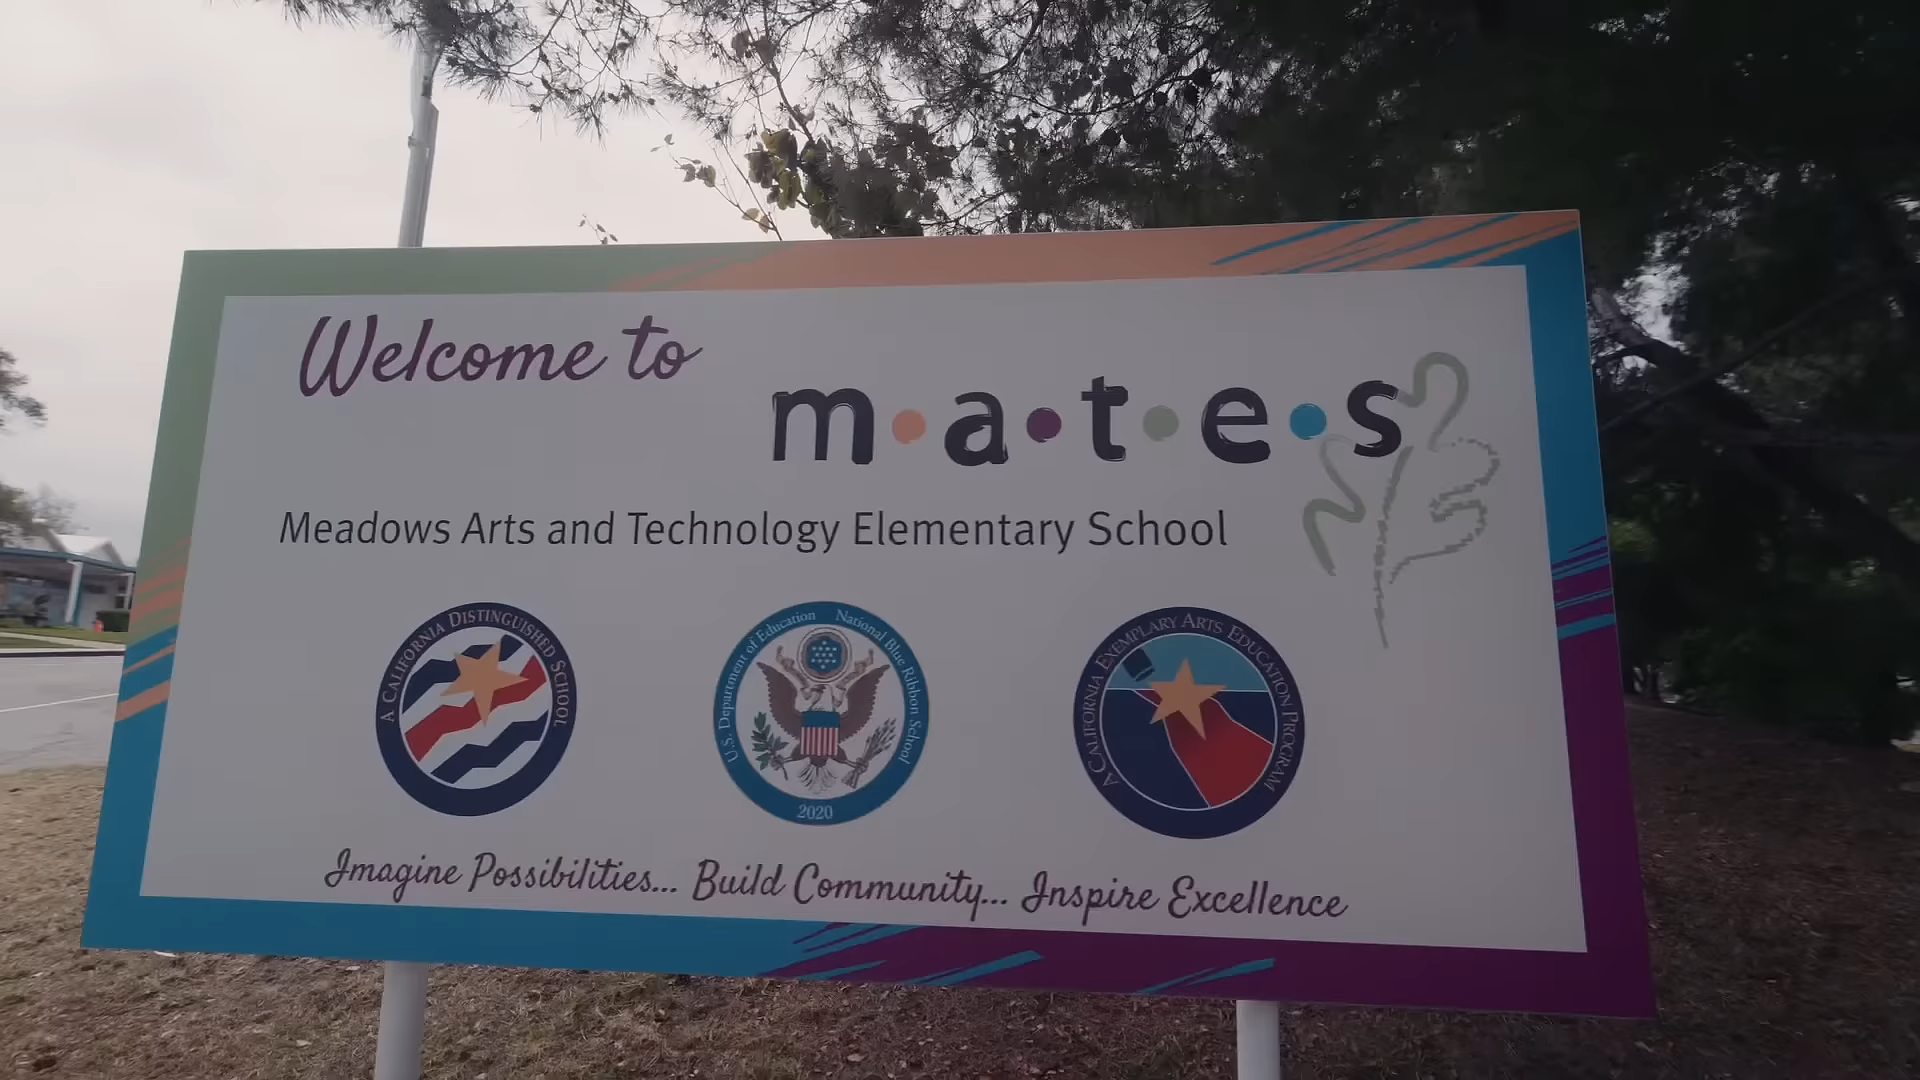 Welcome to
m•a•t•e•s
Meadows Arts and Technology Elementary School
A CALIFORNIA DISTINGUISHED SCHOOL
U.S. Department of Education National Blue Ribbon School
2020
A CALIFORNIA EXEMPLARY ARTS EDUCATION PROGRAM
Imagine Possibilities... Build Community... Inspire Excellence